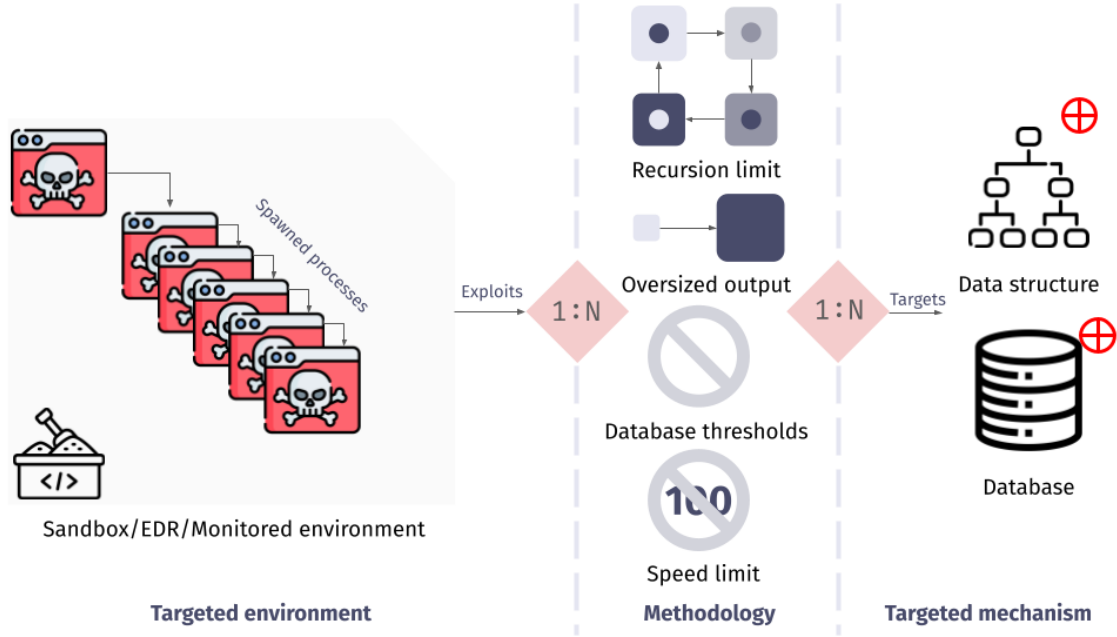 Spawned processes
</>
Sandbox/EDR/Monitored environment
Targeted environment
Exploits
1:N
Recursion limit
Oversized output
Database thresholds
100
Speed limit
Methodology
1:N
Targets
Data structure
Database
Targeted mechanism